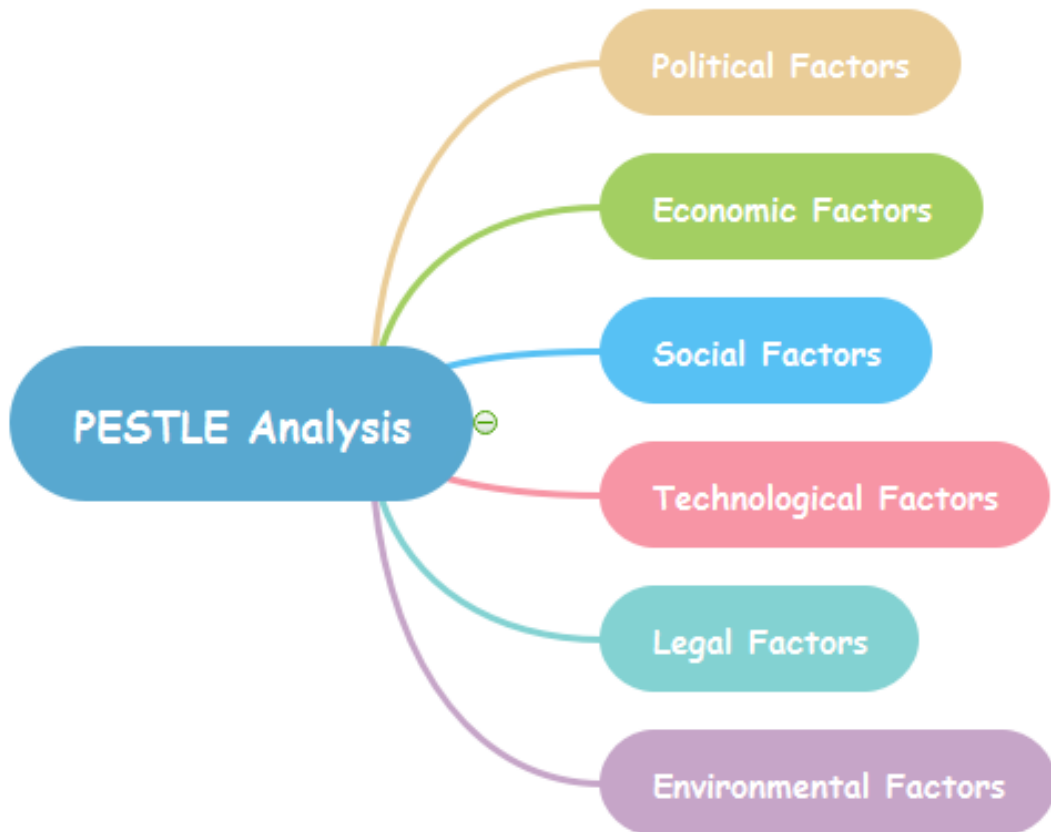 PESTLE Analysis
Political Factors
Economic Factors
Social Factors
Technological Factors
Legal Factors
Environmental Factors